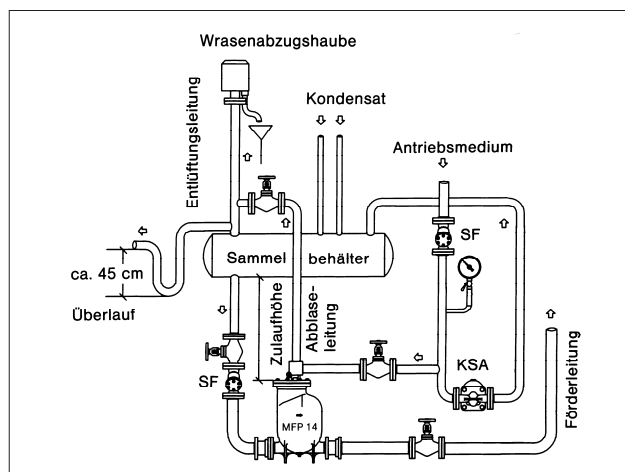 Wrasenabzugshaube
Entlüftungsleitung
Kondensat
Antriebsmedium
SF
Sammel behälter
ca. 45 cm
Überlauf
Zulaufhöhe
Abblase-
leitung
SF
KSA
Förderleitung
MFP 14